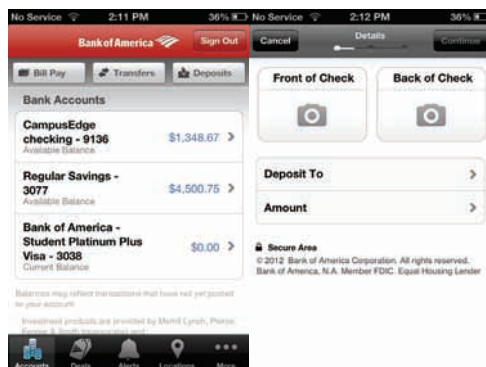 No Service 2:11 PM 36%
Bank of America Sign Out
Bill Pay Transfers Deposits
Bank Accounts
CampusEdge
checking - 9136 $1,348.67
Available Balance
Regular Savings -
3077 $4,500.75
Available Balance
Bank of America -
Student Platinum Plus
Visa - 3038 $0.00
Current Balance
Balances may reflect transactions that have not yet posted
to your account
Investment products are provided by Merrill Lynch, Pierce,
Fenner & Smith Incorporated and
Accounts Deals Alerts Locations More
No Service 2:12 PM 36%
Cancel Details Continue
Front of Check Back of Check
Deposit To
Amount
Secure Area
© 2012 Bank of America Corporation. All rights reserved.
Bank of America, N.A. Member FDIC. Equal Housing Lender